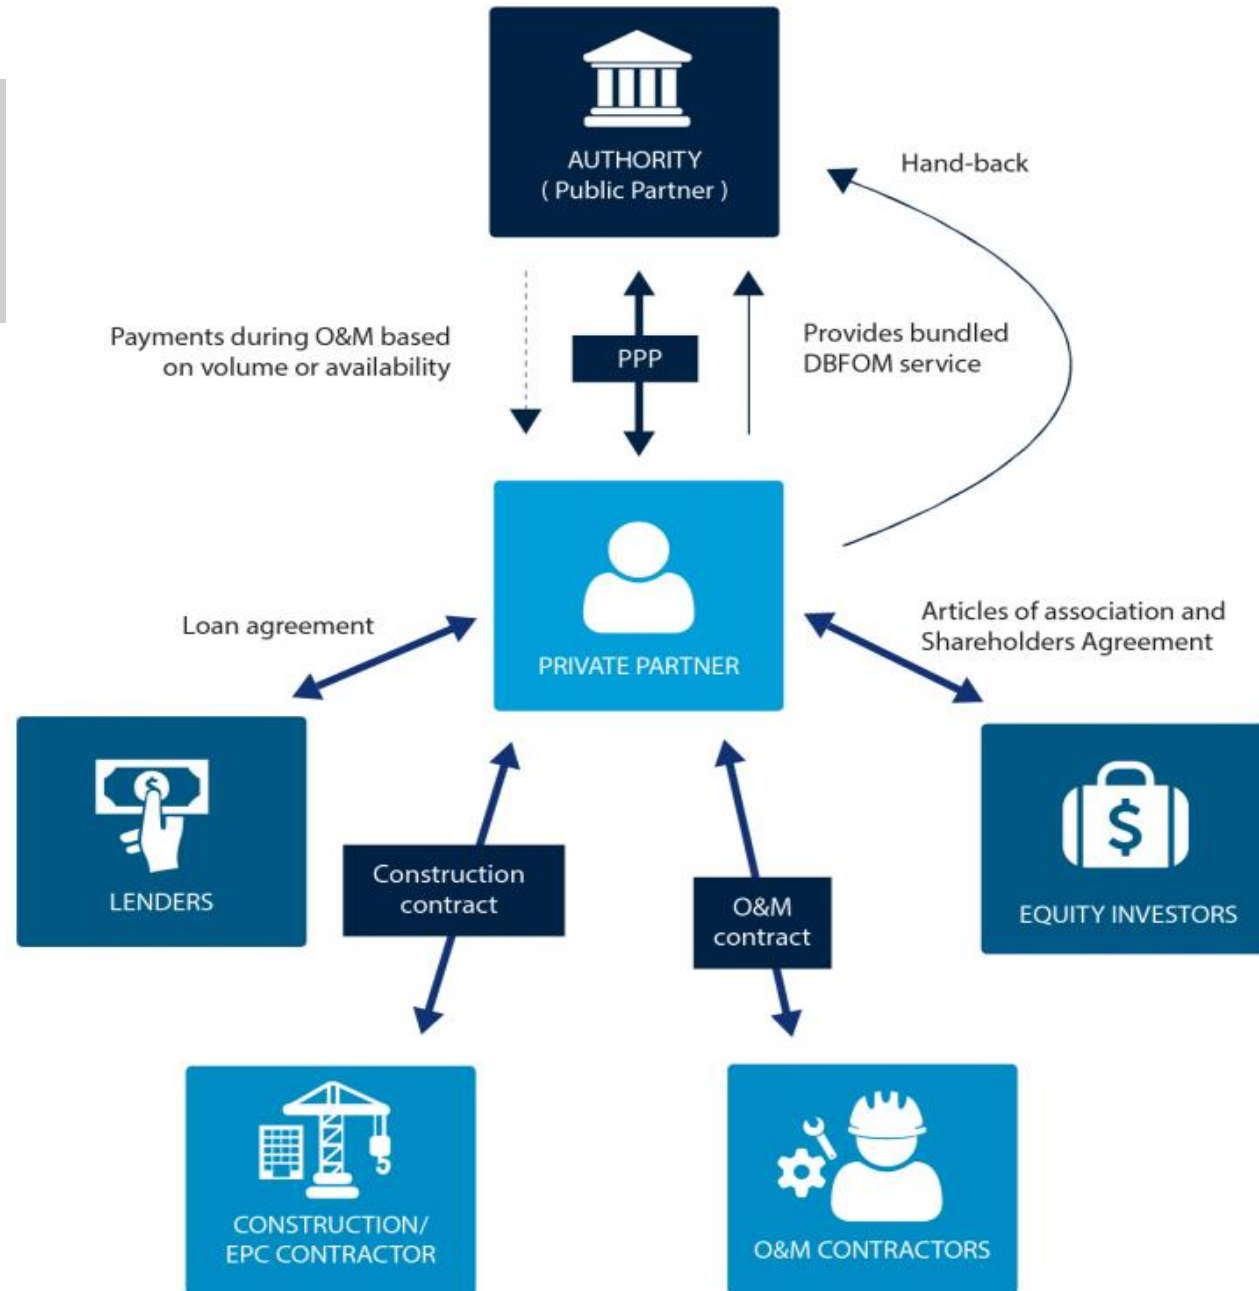 AUTHORITY
( Public Partner )
Hand-back
Payments during O&M based
on volume or availability
PPP
Provides bundled
DBFOM service
PRIVATE PARTNER
Loan agreement
Articles of association and
Shareholders Agreement
$
LENDERS
Construction
contract
O&M
contract
$
EQUITY INVESTORS
CONSTRUCTION/
EPC CONTRACTOR
O&M CONTRACTORS